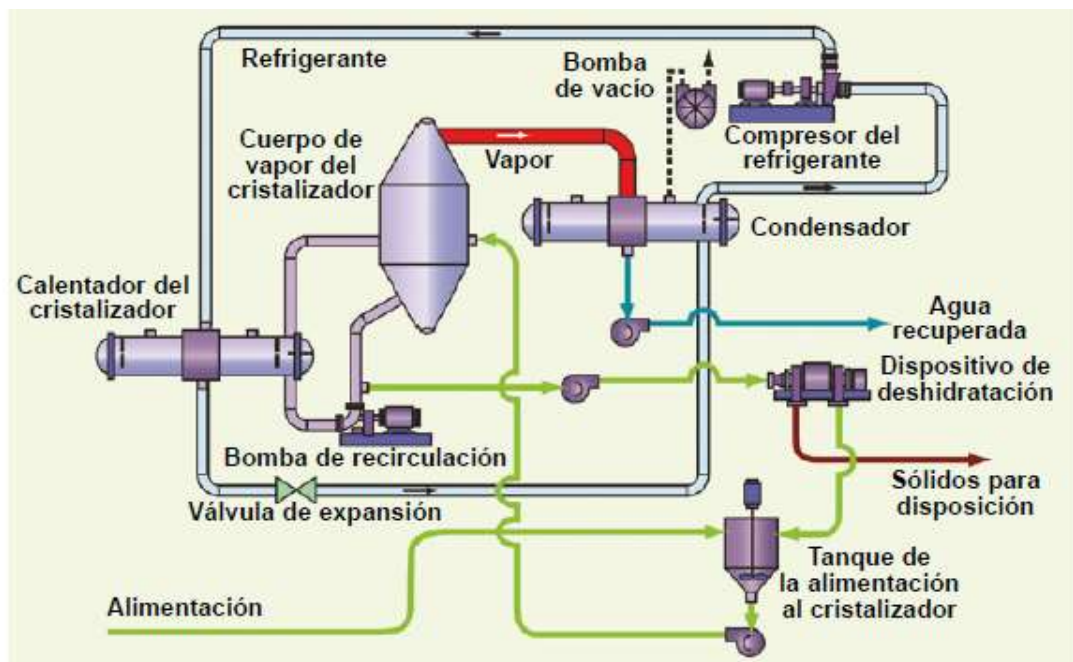 Refrigerante
Bomba
de vacío
Compresor del
refrigerante
Cuerpo de
vapor del
cristalizador
Vapor
Condensador
Calentador del
cristalizador
Agua
recuperada
Dispositivo de
deshidratación
Bomba de recirculación
Sólidos para
disposición
Válvula de expansión
Tanque de
la alimentación
al cristalizador
Alimentación